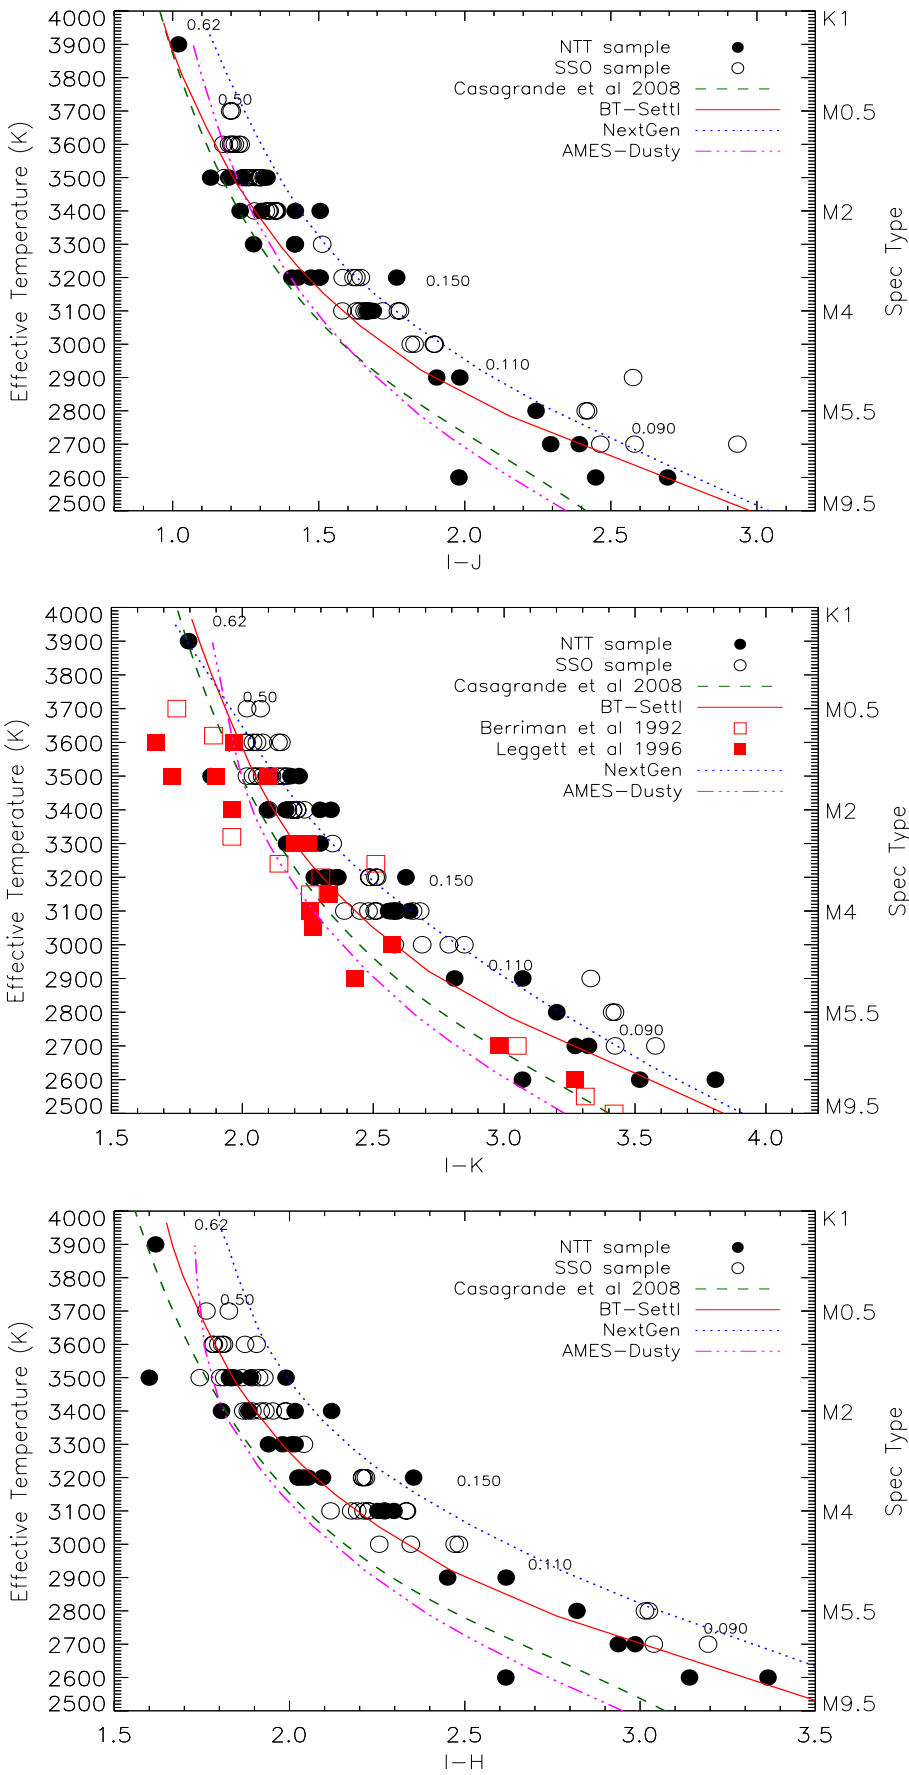 4000
3900
3800
3700
3600
3500
3400
3300
3200
3100
3000
2900
2800
2700
2600
2500
Effective Temperature (K)
0.62
0.50
0.150
0.110
0.090
NTT sample
SSO sample
Casagrande et al 2008
BT-Settl
NextGen
AMES-Dusty
K1
M0.5
M2
M4
M5.5
M9.5
Spec Type
1.0 1.5 2.0 2.5 3.0
I-J
4000
3900
3800
3700
3600
3500
3400
3300
3200
3100
3000
2900
2800
2700
2600
2500
Effective Temperature (K)
0.62
0.50
0.150
0.110
0.090
NTT sample
SSO sample
Casagrande et al 2008
BT-Settl
Berriman et al 1992
Leggett et al 1996
NextGen
AMES-Dusty
K1
M0.5
M2
M4
M5.5
M9.5
Spec Type
1.5 2.0 2.5 3.0 3.5 4.0
I-K
4000
3900
3800
3700
3600
3500
3400
3300
3200
3100
3000
2900
2800
2700
2600
2500
Effective Temperature (K)
0.62
0.50
0.150
0.110
0.090
NTT sample
SSO sample
Casagrande et al 2008
BT-Settl
NextGen
AMES-Dusty
K1
M0.5
M2
M4
M5.5
M9.5
Spec Type
1.5 2.0 2.5 3.0 3.5
I-H